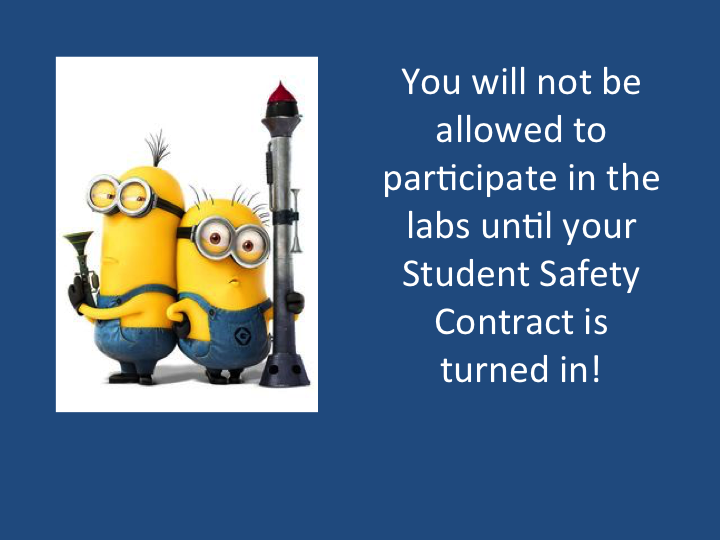 You will not be
allowed to
participate in the
labs until your
Student Safety
Contract is
turned in!